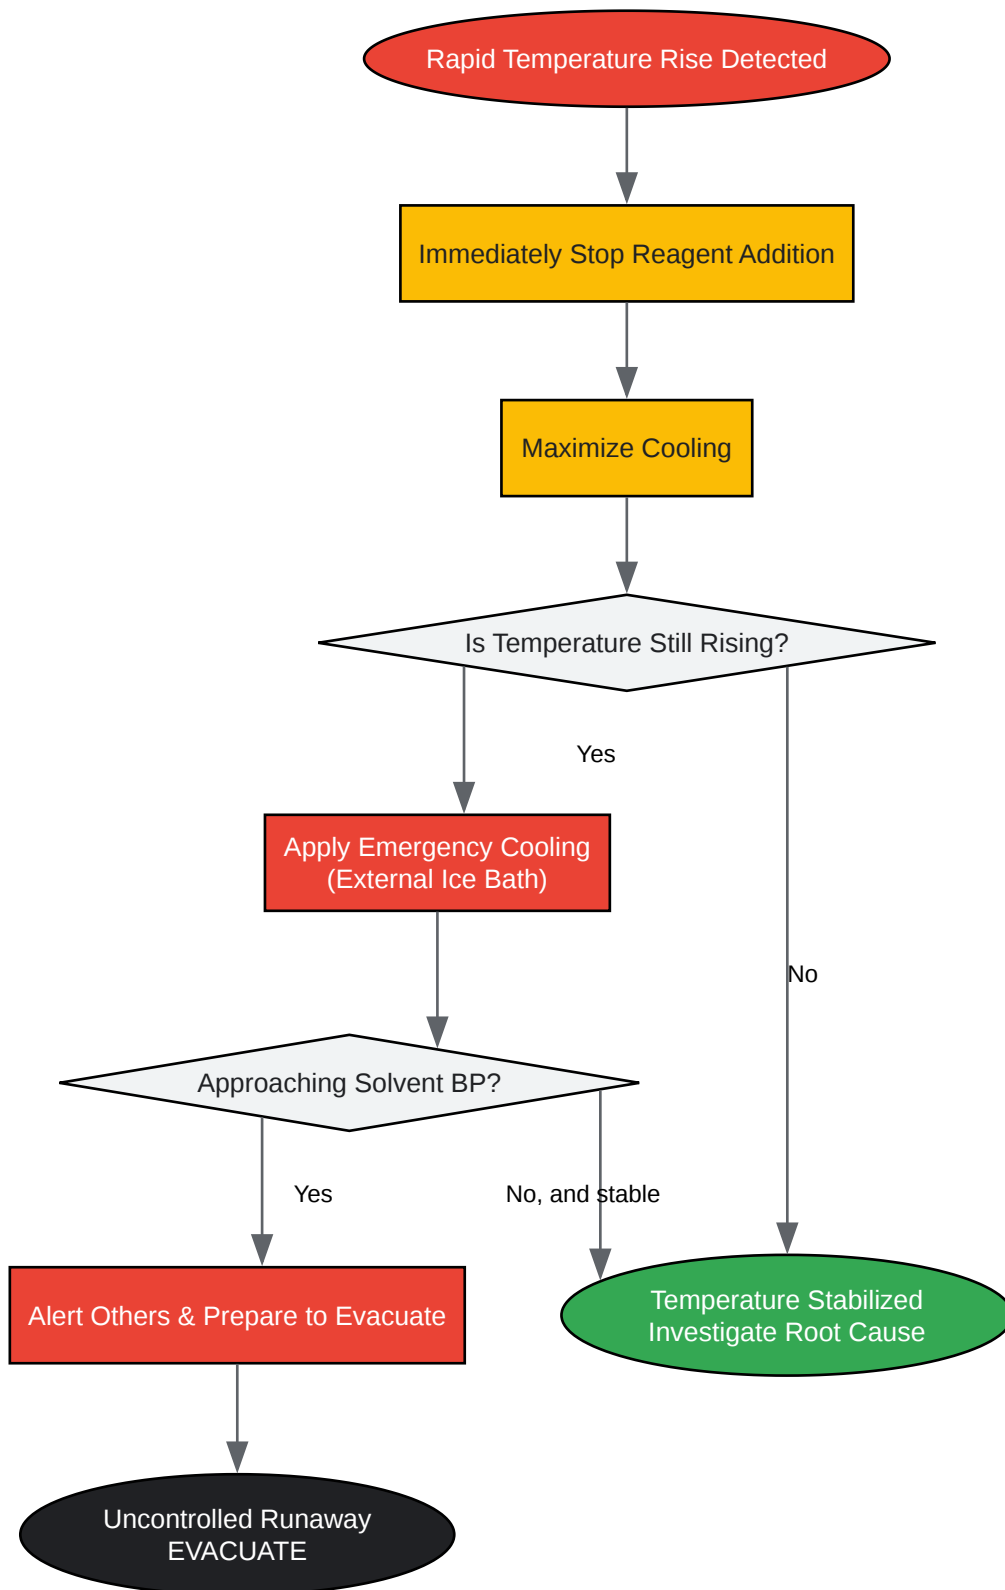 Rapid Temperature Rise Detected
Immediately Stop Reagent Addition
Maximize Cooling
Is Temperature Still Rising?
Yes
Apply Emergency Cooling
(External Ice Bath)
No
Approaching Solvent BP?
Yes
No, and stable
Alert Others & Prepare to Evacuate
Temperature Stabilized
Investigate Root Cause
Uncontrolled Runaway
EVACUATE